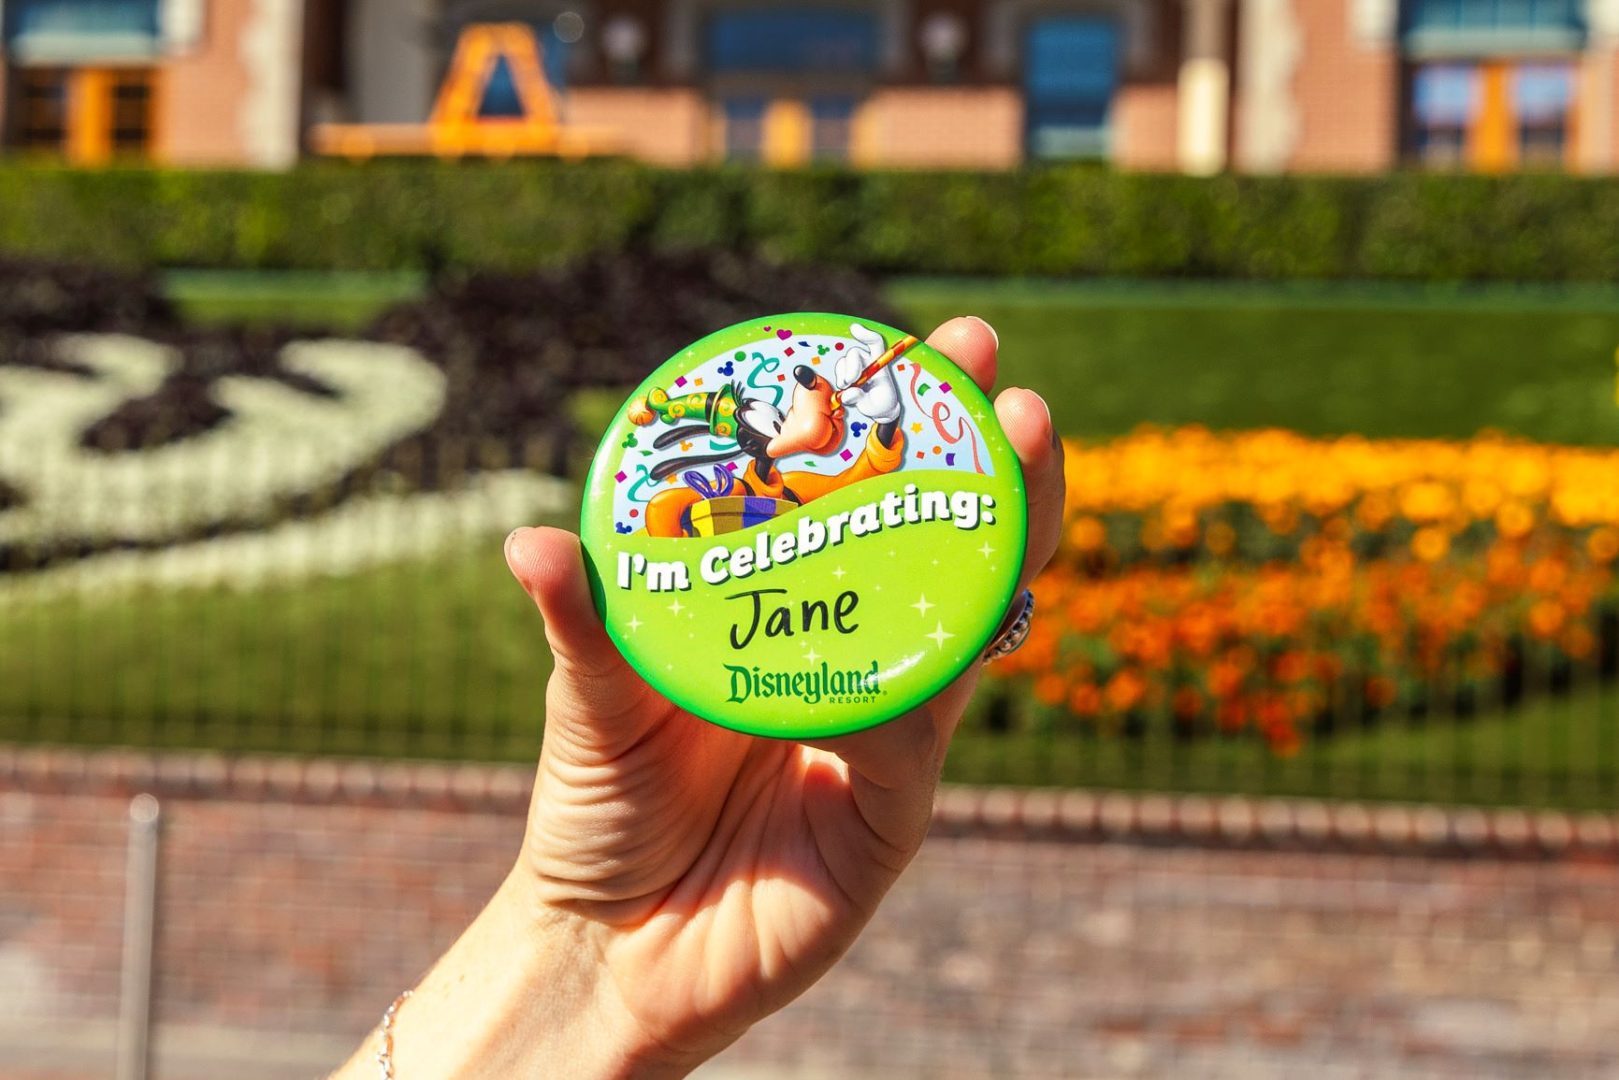 I'm Celebrating:
Jane
Disneyland
RESORT